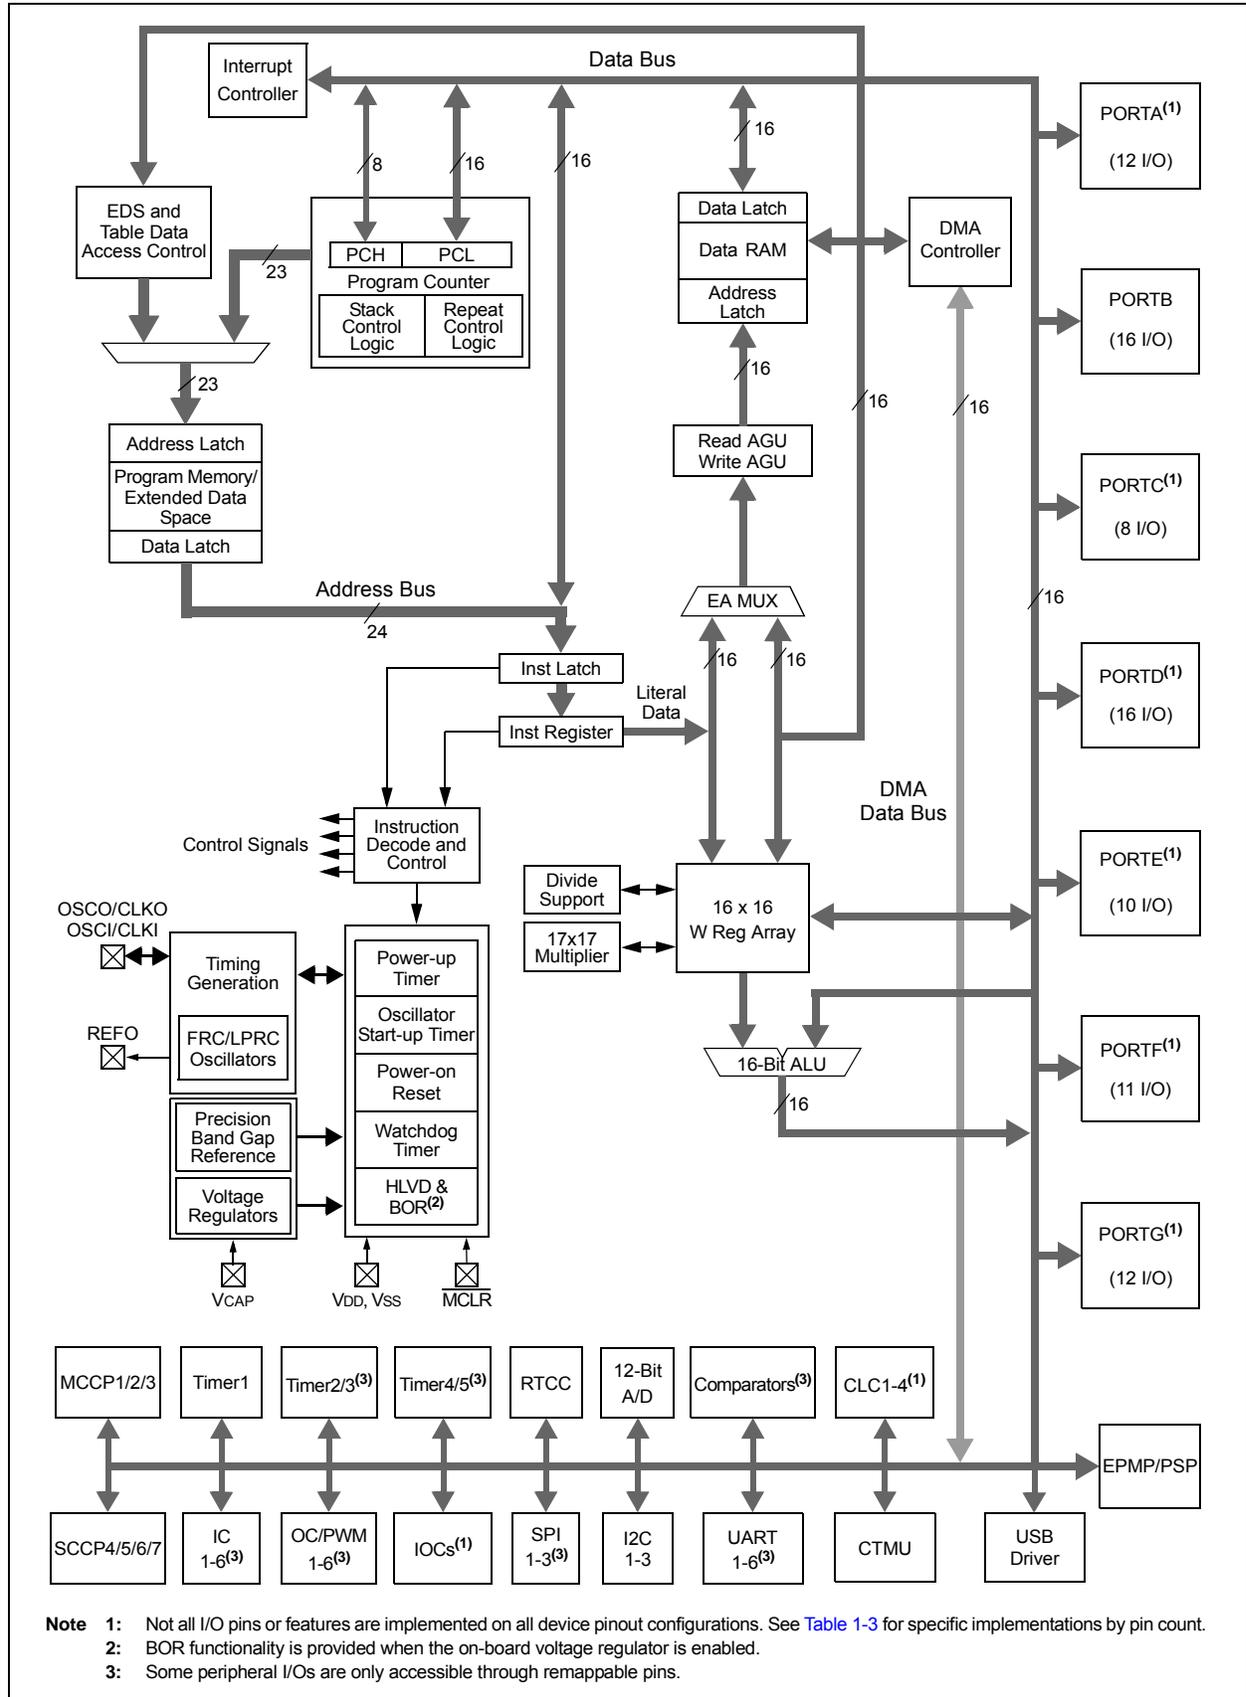 Data Bus
Interrupt
Controller
PORTA(1)
(12 I/O)
16
8
16
16
EDS and
Table Data
Access Control
Data Latch
Data RAM
Address
Latch
DMA
Controller
PCH
PCL
Program Counter
Stack
Control
Logic
Repeat
Control
Logic
23
PORTB
(16 I/O)
23
16
16
16
Address Latch
Program Memory/
Extended Data
Space
Data Latch
Read AGU
Write AGU
PORTC(1)
(8 I/O)
Address Bus
24
EA MUX
16
16
16
Inst Latch
Literal
Data
Inst Register
PORTD(1)
(16 I/O)
DMA
Data Bus
Control Signals
Instruction
Decode and
Control
Divide
Support
17x17
Multiplier
16 x 16
W Reg Array
PORTE(1)
(10 I/O)
OSCO/CLKO
OSCI/CLKI
Timing
Generation
REFO
FRC/LPRC
Oscillators
Power-up
Timer
Oscillator
Start-up Timer
Power-on
Reset
Watchdog
Timer
HLVD &
BOR(2)
Precision
Band Gap
Reference
Voltage
Regulators
16-Bit ALU
16
PORTF(1)
(11 I/O)
PORTG(1)
(12 I/O)
VCAP
VDD, VSS
MCLR
MCCP1/2/3
Timer1
Timer2/3(3)
Timer4/5(3)
RTCC
12-Bit
A/D
Comparators(3)
CLC1-4(1)
EPMP/PSP
SCCP4/5/6/7
IC
1-6(3)
OC/PWM
1-6(3)
IOCs(1)
SPI
1-3(3)
I2C
1-3
UART
1-6(3)
CTMU
USB
Driver
Note 1: Not all I/O pins or features are implemented on all device pinout configurations. See Table 1-3 for specific implementations by pin count.
2: BOR functionality is provided when the on-board voltage regulator is enabled.
3: Some peripheral I/Os are only accessible through remappable pins.